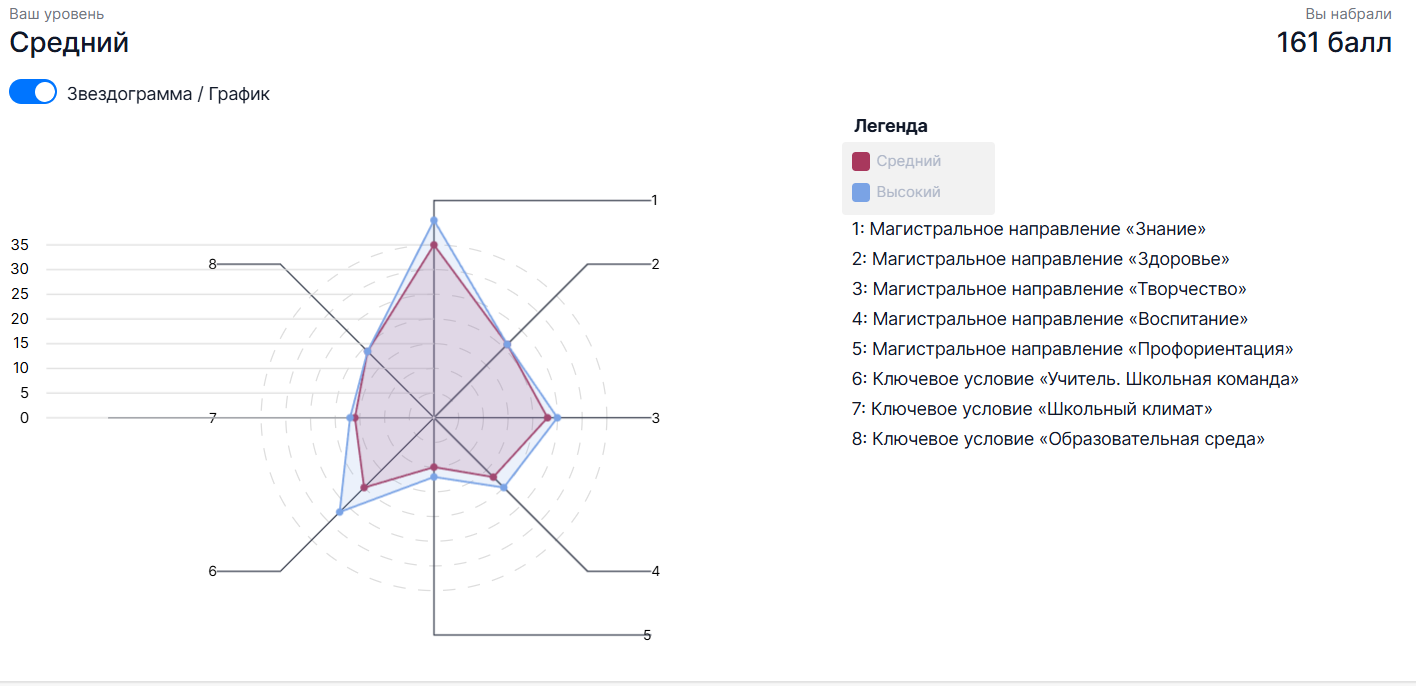 Ваш уровень
Вы набрали
Средний
161 балл
Звездограмма / График
Легенда
Средний
Высокий
1: Магистральное направление «Знание»
2: Магистральное направление «Здоровье»
3: Магистральное направление «Творчество»
4: Магистральное направление «Воспитание»
5: Магистральное направление «Профориентация»
6: Ключевое условие «Учитель. Школьная команда»
7: Ключевое условие «Школьный климат»
8: Ключевое условие «Образовательная среда»
35
30
25
20
15
10
5
0
1
2
3
4
5
6
7
8